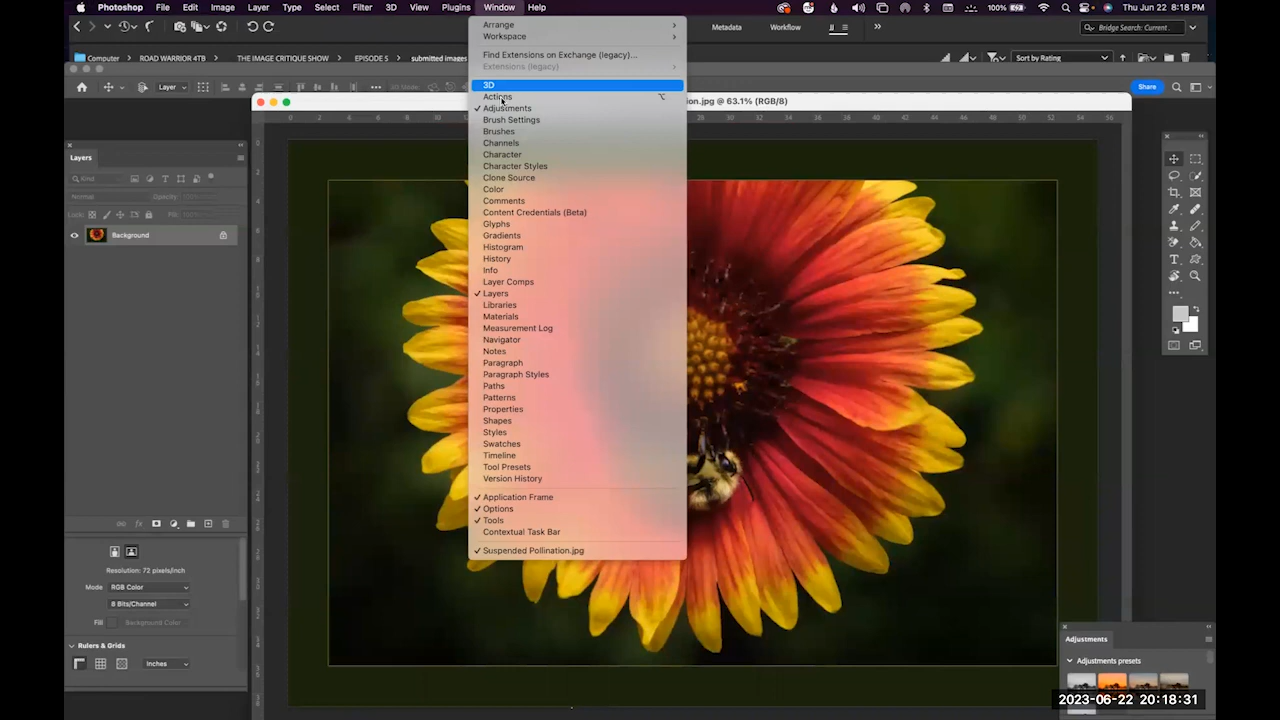 Photoshop File Edit Image Layer Type Select Filter 3D View Plugins Window Help 100% Thu Jun 22 8:18 PM
Metadata Workflow JL Bridge Search: Current ...
Computer ROAD WARRIOR 4TB THE IMAGE CRITIQUE SHOW EPISODE 5 submitted images Sort by Rating
Layer Share
ion.jpg @ 63.1% (RGB/8)
Arrange
Workspace
Find Extensions on Exchange (legacy)...
Extensions (legacy)
3D
Actions
Adjustments
Brush Settings
Brushes
Channels
Character
Character Styles
Clone Source
Color
Comments
Content Credentials (Beta)
Glyphs
Gradients
Histogram
History
Info
Layer Comps
Layers
Libraries
Materials
Measurement Log
Navigator
Notes
Paragraph
Paragraph Styles
Paths
Patterns
Properties
Shapes
Styles
Swatches
Timeline
Tool Presets
Version History
Application Frame
Options
Tools
Contextual Task Bar
Suspended Pollination.jpg
Layers
Kind
Normal Opacity:
Lock: Fill:
Background
Resolution: 72 pixels/inch
Mode RGB Color
8 Bits/Channel
Fill Background Color
Rulers & Grids
Inches
Adjustments
Adjustments presets
2023-06-22 20:18:31